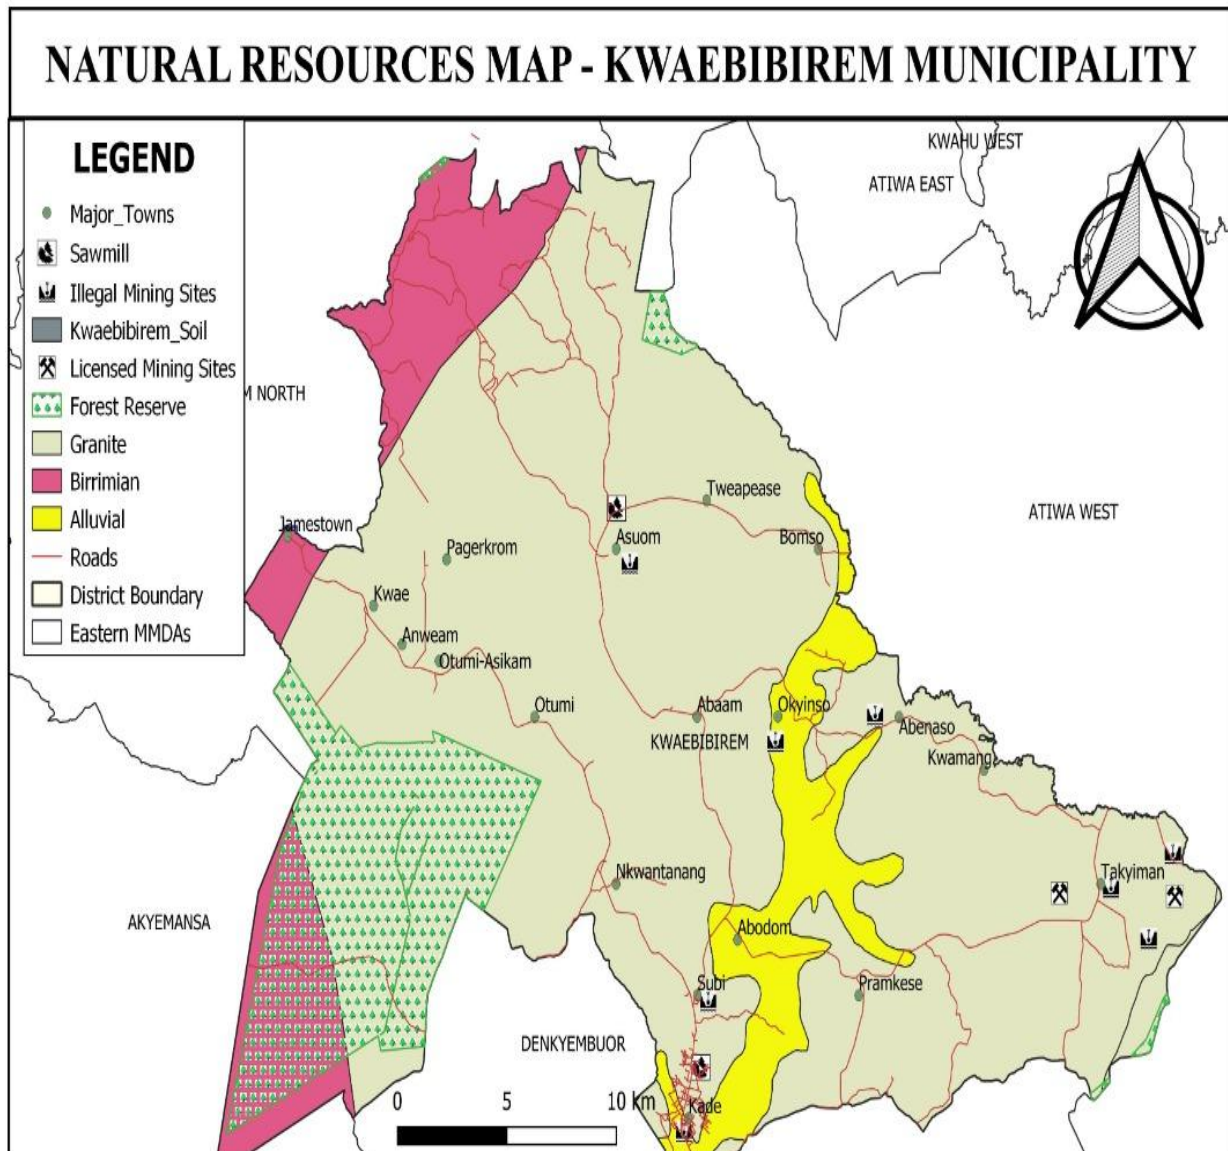 NATURAL RESOURCES MAP - KWAEBIBIREM MUNICIPALITY
LEGEND
Major_Towns
Sawmill
Illegal Mining Sites
Kwaebibirem_Soil
Licensed Mining Sites
Forest Reserve
Granite
Birrimian
Alluvial
Roads
District Boundary
Eastern MMDAs
KWAHU WEST
ATIWA EAST
M NORTH
Tweapease
ATIWA WEST
Jamestown
Asuom
Bomso
Pagerkrom
Kwae
Anweam
Otumi-Asikam
Otumi
Abaam
Okyinso
Abenaso
KWAEBIBIREM
Kwamang
Nkwantanang
Takyiman
AKYEMANSA
Abodom
Subi
Pramkese
DENKYEMBUOR
0 5 10 km
Kade